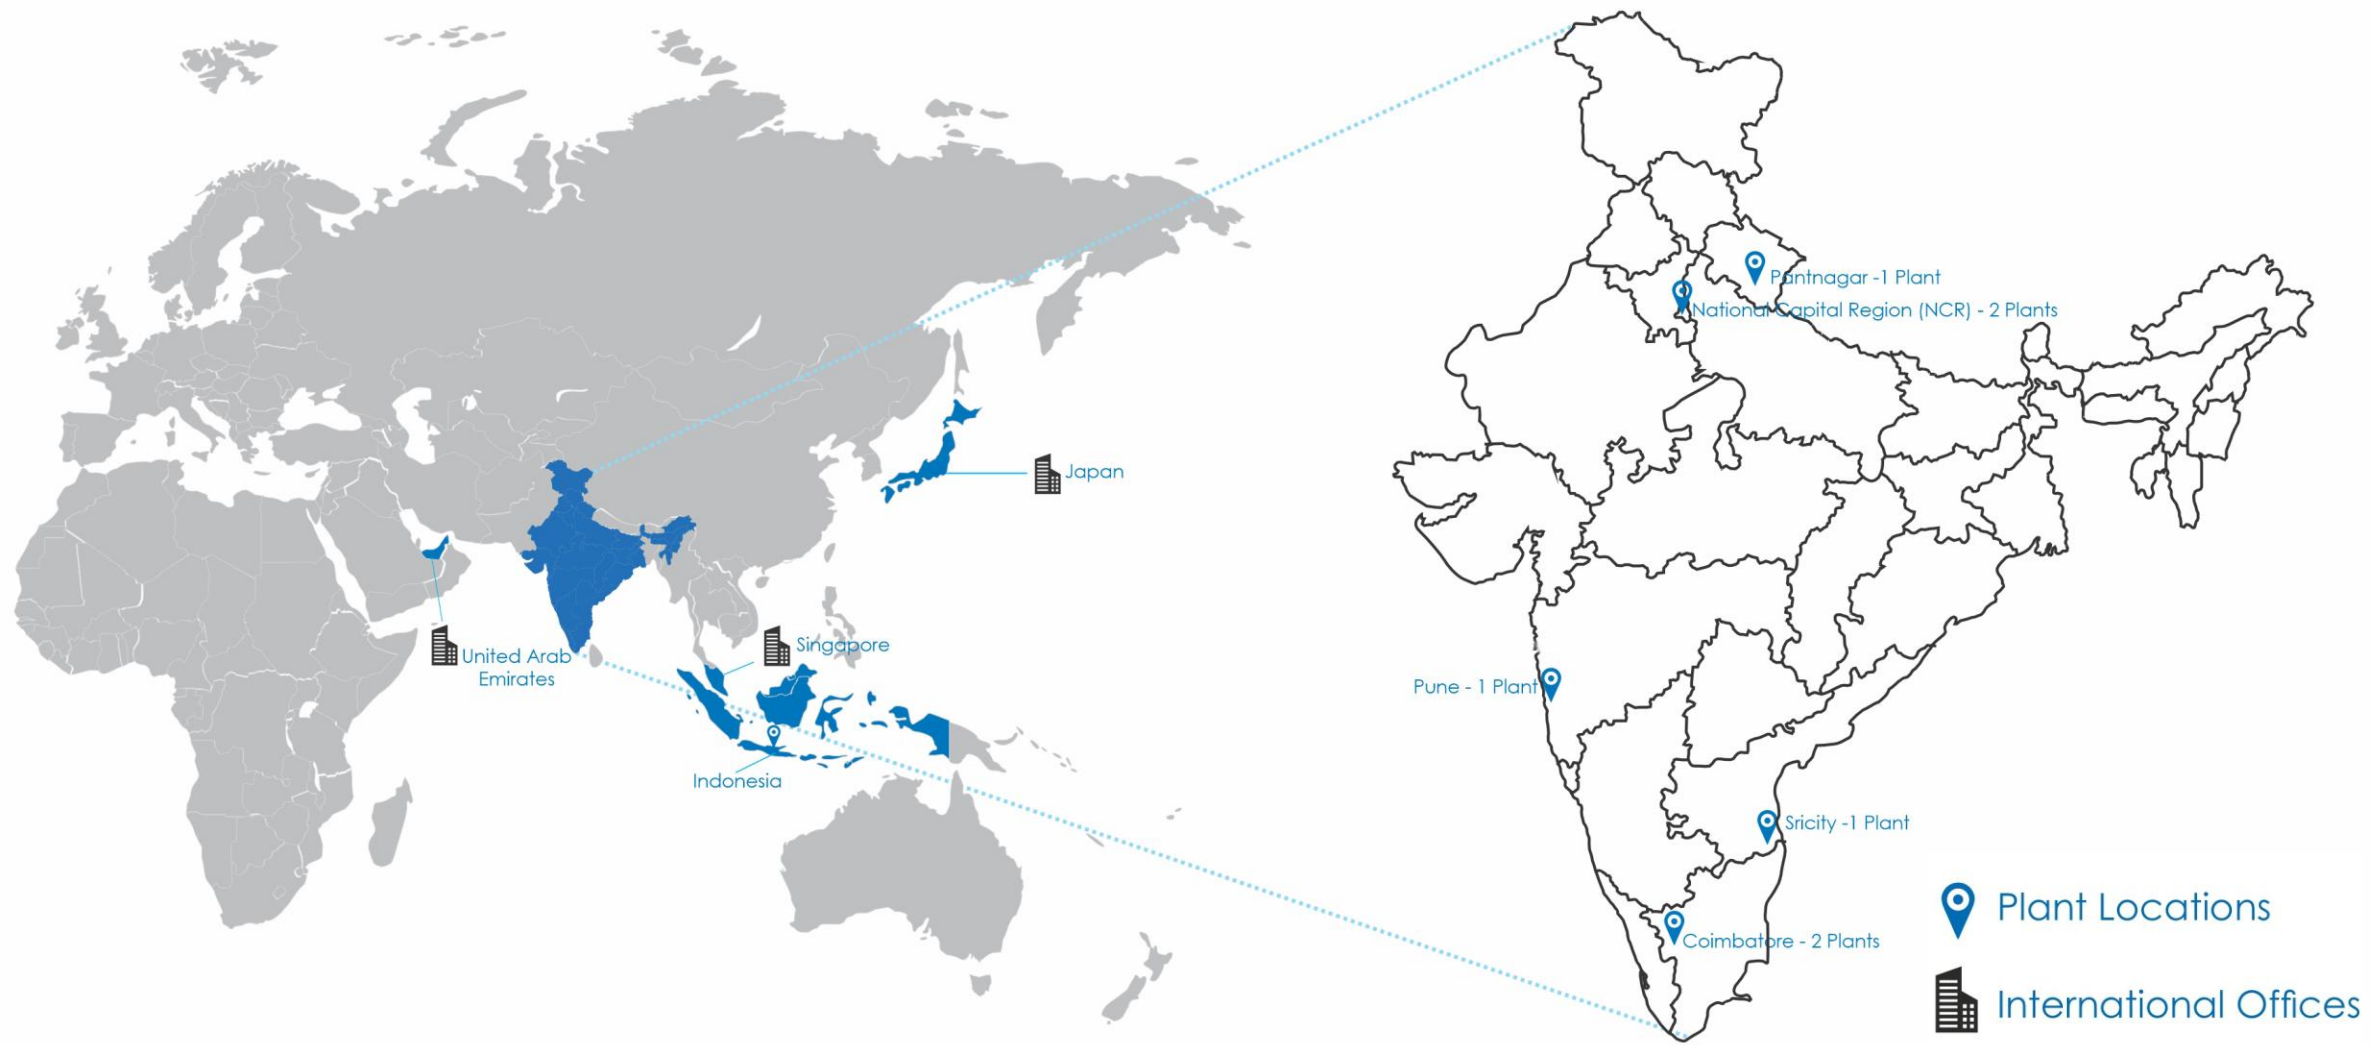 Japan
Singapore
United Arab
Emirates
Indonesia
Pantnagar -1 Plant
National Capital Region (NCR) - 2 Plants
Pune - 1 Plant
Sricity -1 Plant
Coimbatore - 2 Plants
Plant Locations
International Offices